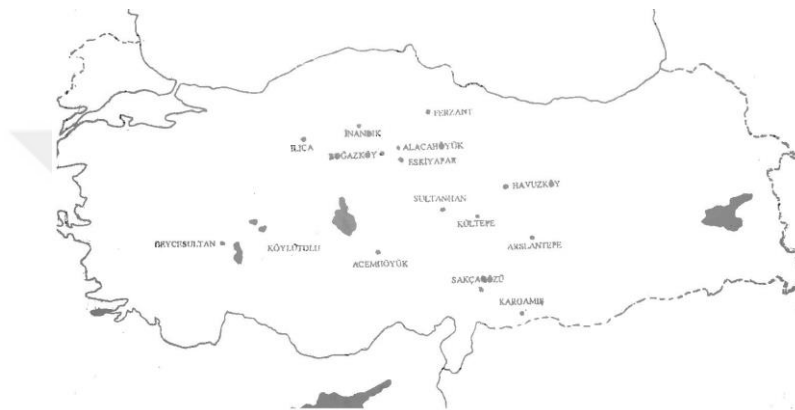 FERZANT
İNANDIK
ILICA
ALACAHÖYÜK
BOĞAZKÖY
ESKİYAPAR
HAVUZKÖY
SULTANHAN
KÜLTEPE
BEYCESULTAN
KÖYLÜTOLU
ARSLANTEPE
ACEMHÖYÜK
SAKÇAGÖZÜ
KARGAMIŞ